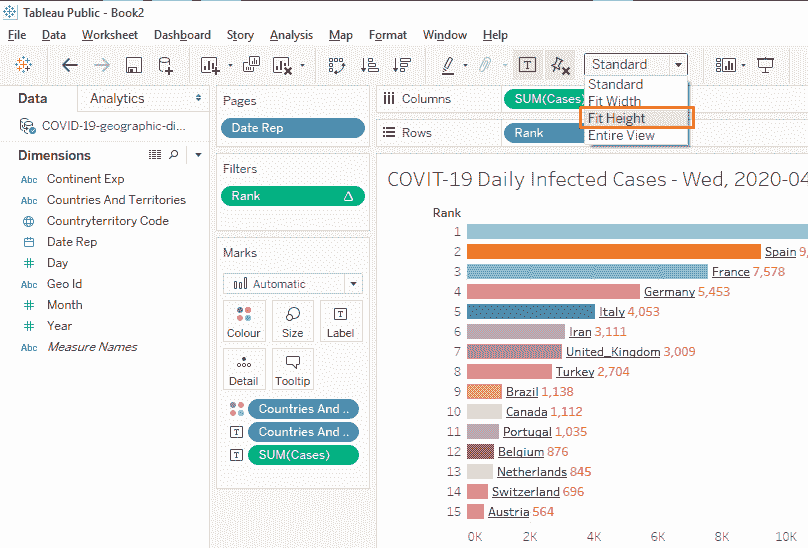 Tableau Public - Book2
File Data Worksheet Dashboard Story Analysis Map Format Window Help
Standard
Standard
Fit Width
Fit Height
Entire View
Data Analytics
COVID-19-geographic-di...
Dimensions
Abc Continent Exp
Abc Countries And Territories
Countryterritory Code
Date Rep
# Day
Abc Geo Id
# Month
# Year
Abc Measure Names
Pages
Date Rep
Filters
Rank
Marks
Automatic
Colour Size Label
Detail Tooltip
Countries And ..
Countries And ..
SUM(Cases)
Columns SUM(Cases)
Rows Rank
COVIT-19 Daily Infected Cases - Wed, 2020-04
Rank
1
2 Spain 9,
3 France 7,578
4 Germany 5,453
5 Italy 4,053
6 Iran 3,111
7 United_Kingdom 3,009
8 Turkey 2,704
9 Brazil 1,138
10 Canada 1,112
11 Portugal 1,035
12 Belgium 876
13 Netherlands 845
14 Switzerland 696
15 Austria 564
0K 2K 4K 6K 8K 10K